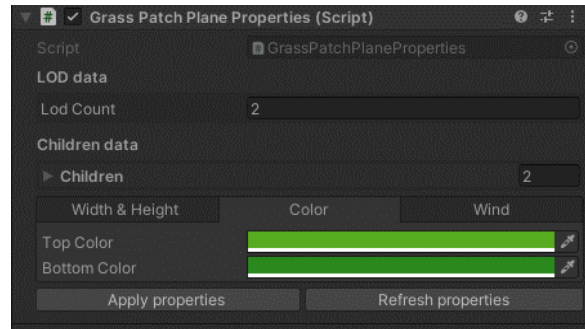 Grass Patch Plane Properties (Script)
Script GrassPatchPlaneProperties
LOD data
Lod Count 2
Children data
Children 2
Width & Height Color Wind
Top Color
Bottom Color
Apply properties Refresh properties